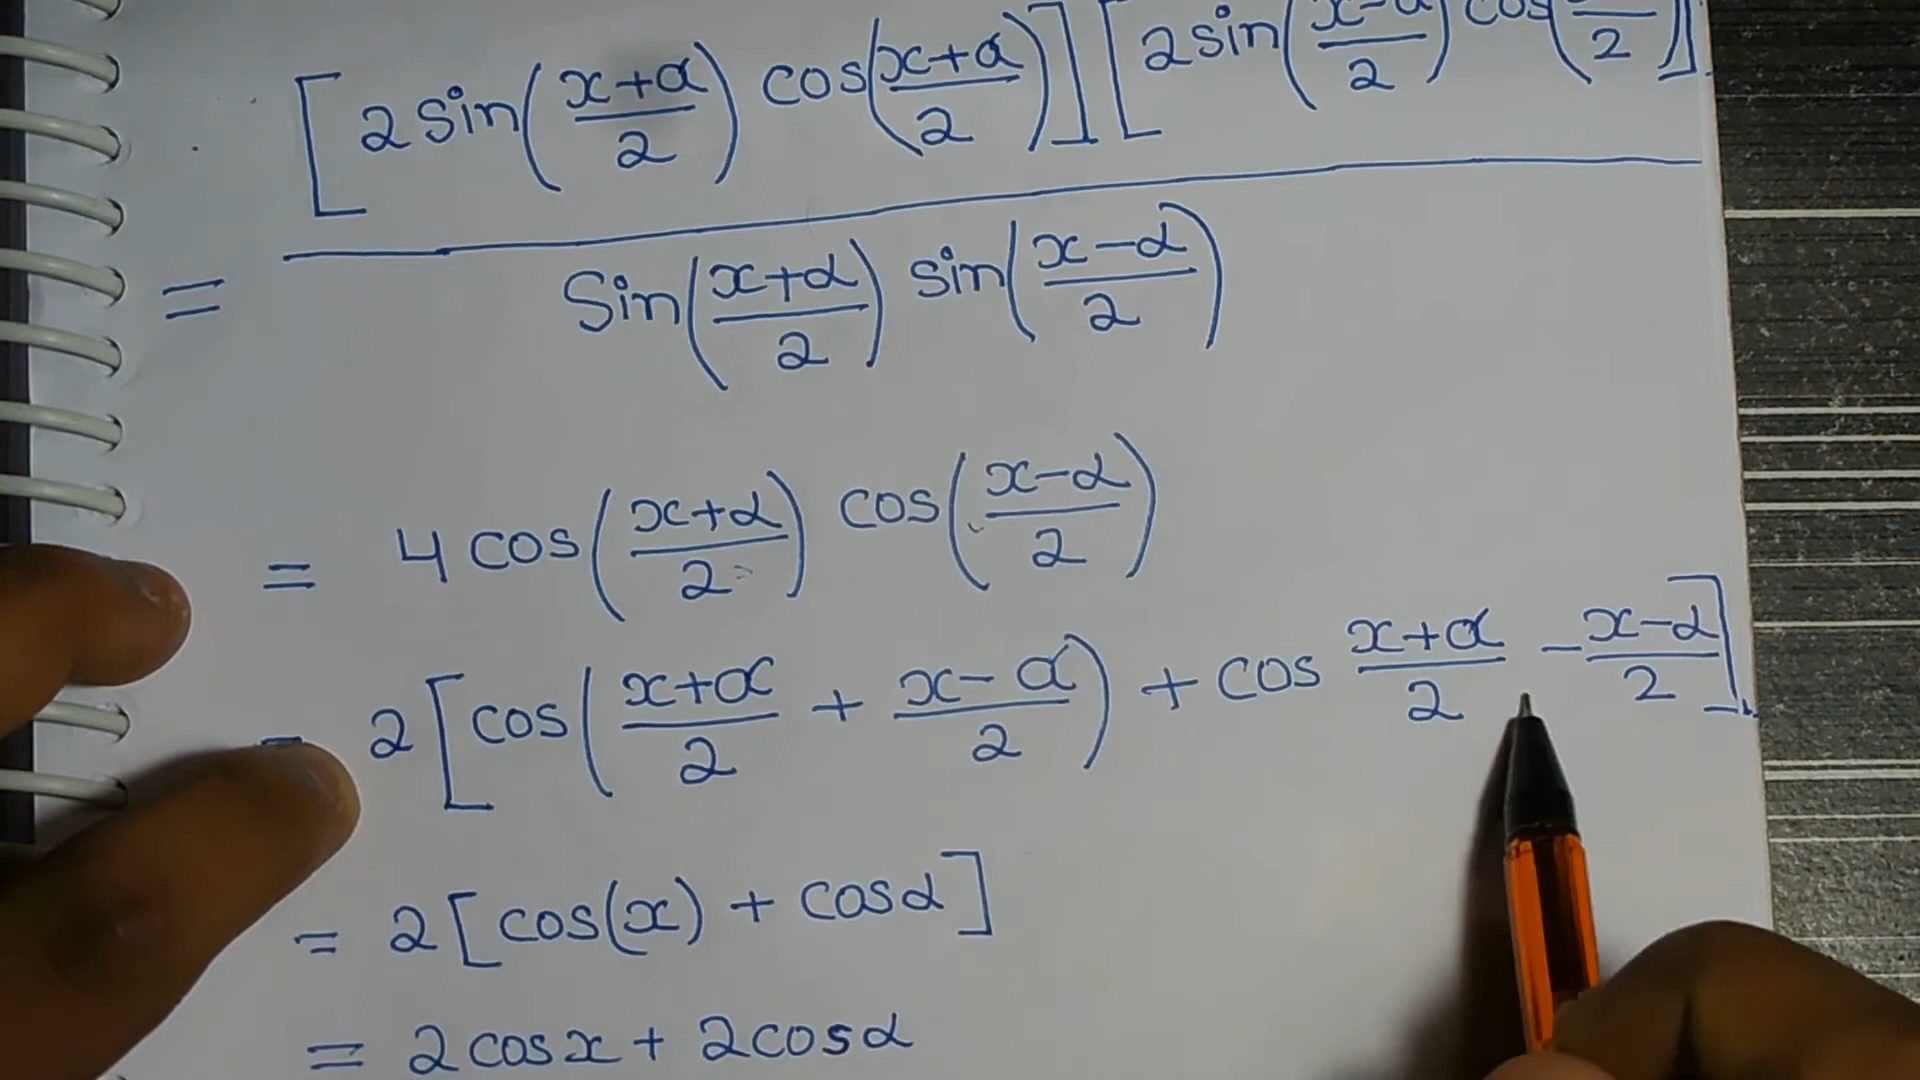 [2sin((x+α)/2) cos((x+α)/2)][2sin((x-α)/2) cos( /2)]
= Sin((x+α)/2) sin((x-α)/2)
= 4cos((x+α)/2) cos((x-α)/2)
= 2[cos((x+α)/2 + (x-α)/2) + cos (x+α)/2 - (x-α)/2]
= 2[cos(x) + cosα]
= 2cosx + 2cosα